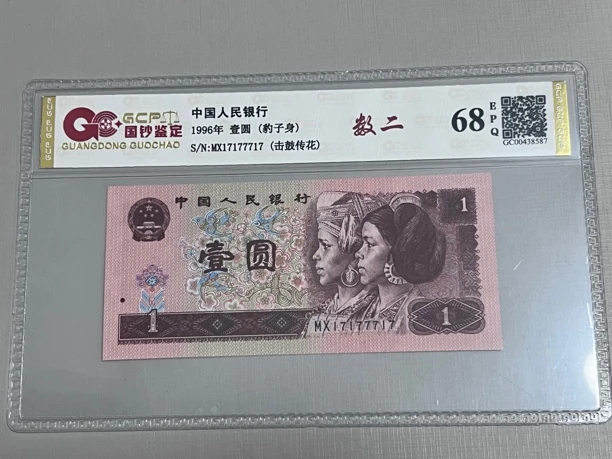 GCP
国钞鉴定
GUANGDONG GUOCHAO
中国人民银行
1996年 壹圆 (豹子身)
S/N:MX17177717 (击鼓传花)
数二
68
EPQ
GC00438587
中国人民银行
壹圆
1
1
MX17177717
1